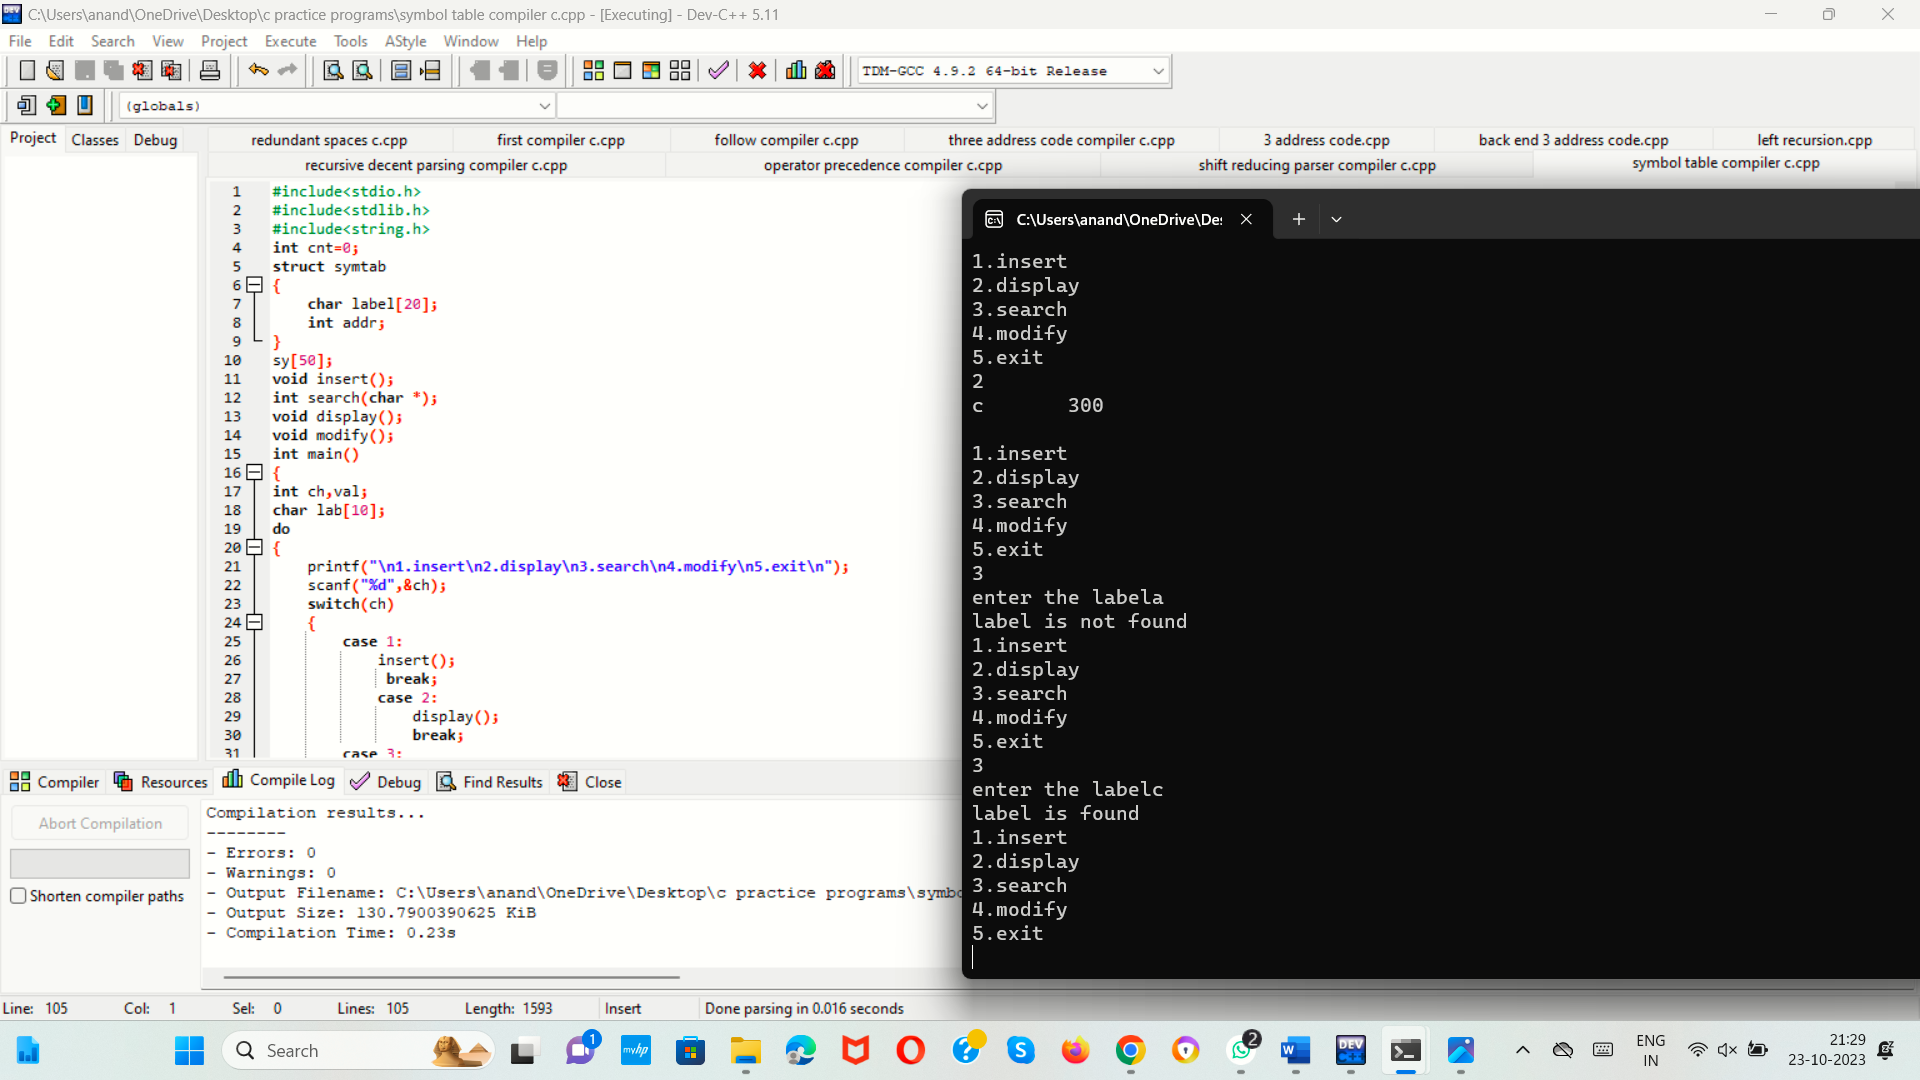 C:\Users\anand\OneDrive\Desktop\c practice programs\symbol table compiler c.cpp - [Executing] - Dev-C++ 5.11
File Edit Search View Project Execute Tools AStyle Window Help
TDM-GCC 4.9.2 64-bit Release
(globals)
Project Classes Debug
redundant spaces c.cpp first compiler c.cpp follow compiler c.cpp three address code compiler c.cpp 3 address code.cpp back end 3 address code.cpp left recursion.cpp
recursive decent parsing compiler c.cpp operator precedence compiler c.cpp shift reducing parser compiler c.cpp symbol table compiler c.cpp
1 #include<stdio.h>
2 #include<stdlib.h>
3 #include<string.h>
4 int cnt=0;
5 struct symtab
6 {
7 char label[20];
8 int addr;
9 }
10 sy[50];
11 void insert();
12 int search(char *);
13 void display();
14 void modify();
15 int main()
16 {
17 int ch,val;
18 char lab[10];
19 do
20 {
21 printf("\n1.insert\n2.display\n3.search\n4.modify\n5.exit\n");
22 scanf("%d",&ch);
23 switch(ch)
24 {
25 case 1:
26 insert();
27 break;
28 case 2:
29 display();
30 break;
31 case 3:
C:\Users\anand\OneDrive\Des
1.insert
2.display
3.search
4.modify
5.exit
2
c 300
1.insert
2.display
3.search
4.modify
5.exit
3
enter the labela
label is not found
1.insert
2.display
3.search
4.modify
5.exit
3
enter the labelc
label is found
1.insert
2.display
3.search
4.modify
5.exit
Compiler Resources Compile Log Debug Find Results Close
Abort Compilation
Shorten compiler paths
Compilation results...
--------
- Errors: 0
- Warnings: 0
- Output Filename: C:\Users\anand\OneDrive\Desktop\c practice programs\symbo
- Output Size: 130.7900390625 KiB
- Compilation Time: 0.23s
Line: 105 Col: 1 Sel: 0 Lines: 105 Length: 1593 Insert Done parsing in 0.016 seconds
Search
1
myhp
2
DEV C++
ENG
IN
21:29
23-10-2023